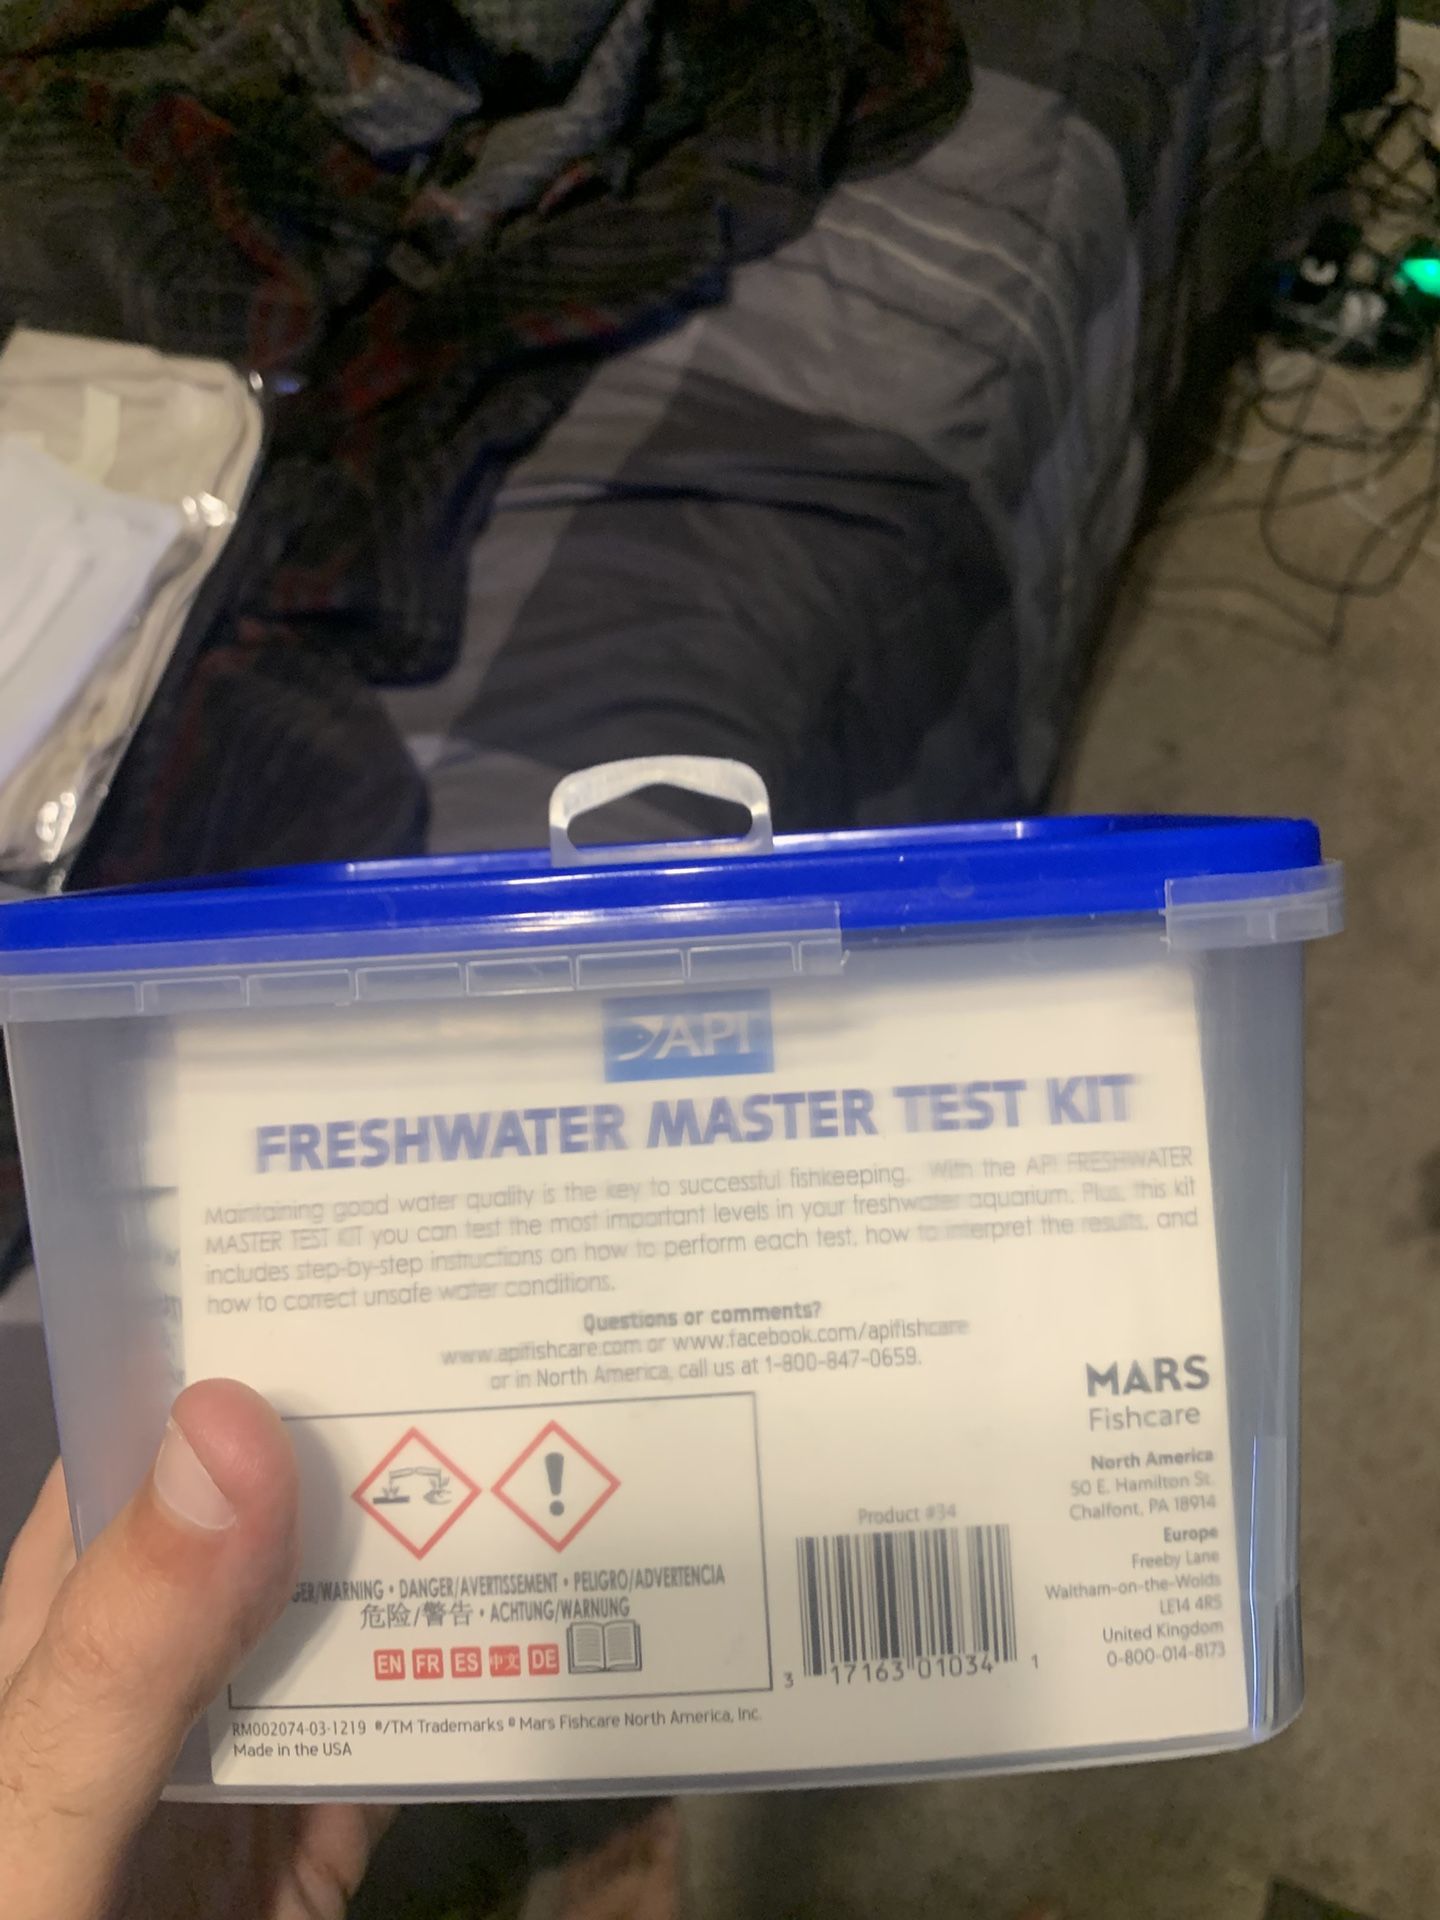 API
FRESHWATER MASTER TEST KIT
Maintaining good water quality is the key to successful fishkeeping. With the API FRESHWATER
MASTER TEST KIT you can test the most important levels in your freshwater aquarium. Plus, this kit
includes step-by-step instructions on how to perform each test, how to interpret the results, and
how to correct unsafe water conditions.
Questions or comments?
www.apifishcare.com or www.facebook.com/apifishcare
or in North America, call us at 1-800-847-0659.
MARS
Fishcare
North America
50 E. Hamilton St.
Chalfont, PA 18914
Europe
Freeby Lane
Waltham-on-the-Wolds
LE14 4RS
United Kingdom
0-800-014-8173
Product #34
3 17163 01034 1
GER/WARNING • DANGER/AVERTISSEMENT • PELIGRO/ADVERTENCIA
危险/警告 • ACHTUNG/WARNUNG
EN FR ES 中文 DE
RM002074-03-1219 ®/TM Trademarks © Mars Fishcare North America, Inc.
Made in the USA